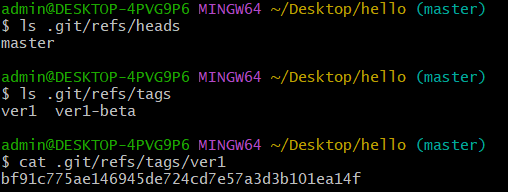 admin@DESKTOP-4PVG9P6 MINGW64 ~/Desktop/hello (master)
$ ls .git/refs/heads
master
admin@DESKTOP-4PVG9P6 MINGW64 ~/Desktop/hello (master)
$ ls .git/refs/tags
ver1  ver1-beta
admin@DESKTOP-4PVG9P6 MINGW64 ~/Desktop/hello (master)
$ cat .git/refs/tags/ver1
bf91c775ae146945de724cd7e57a3d3b101ea14f